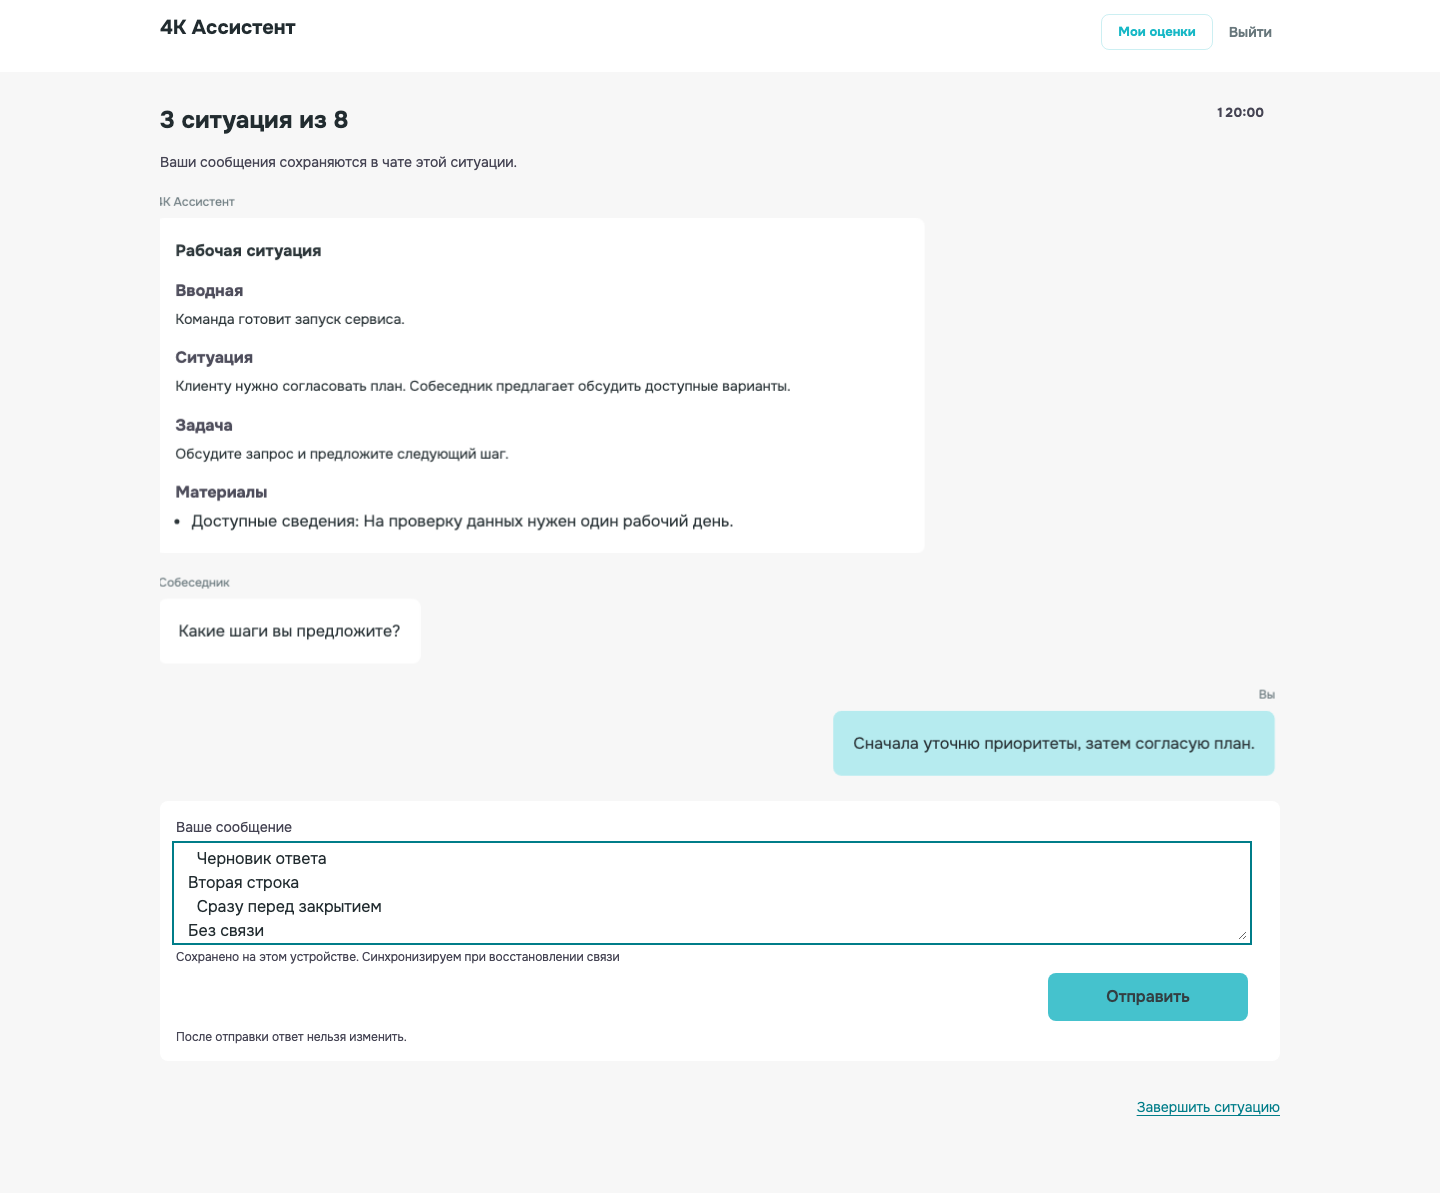 4К Ассистент
Мои оценки
Выйти
3 ситуация из 8
1 20:00
Ваши сообщения сохраняются в чате этой ситуации.
4К Ассистент
Рабочая ситуация
Вводная
Команда готовит запуск сервиса.
Ситуация
Клиенту нужно согласовать план. Собеседник предлагает обсудить доступные варианты.
Задача
Обсудите запрос и предложите следующий шаг.
Материалы
• Доступные сведения: На проверку данных нужен один рабочий день.
Собеседник
Какие шаги вы предложите?
Вы
Сначала уточню приоритеты, затем согласую план.
Ваше сообщение
Черновик ответа
Вторая строка
Сразу перед закрытием
Без связи
Сохранено на этом устройстве. Синхронизируем при восстановлении связи
Отправить
После отправки ответ нельзя изменить.
Завершить ситуацию